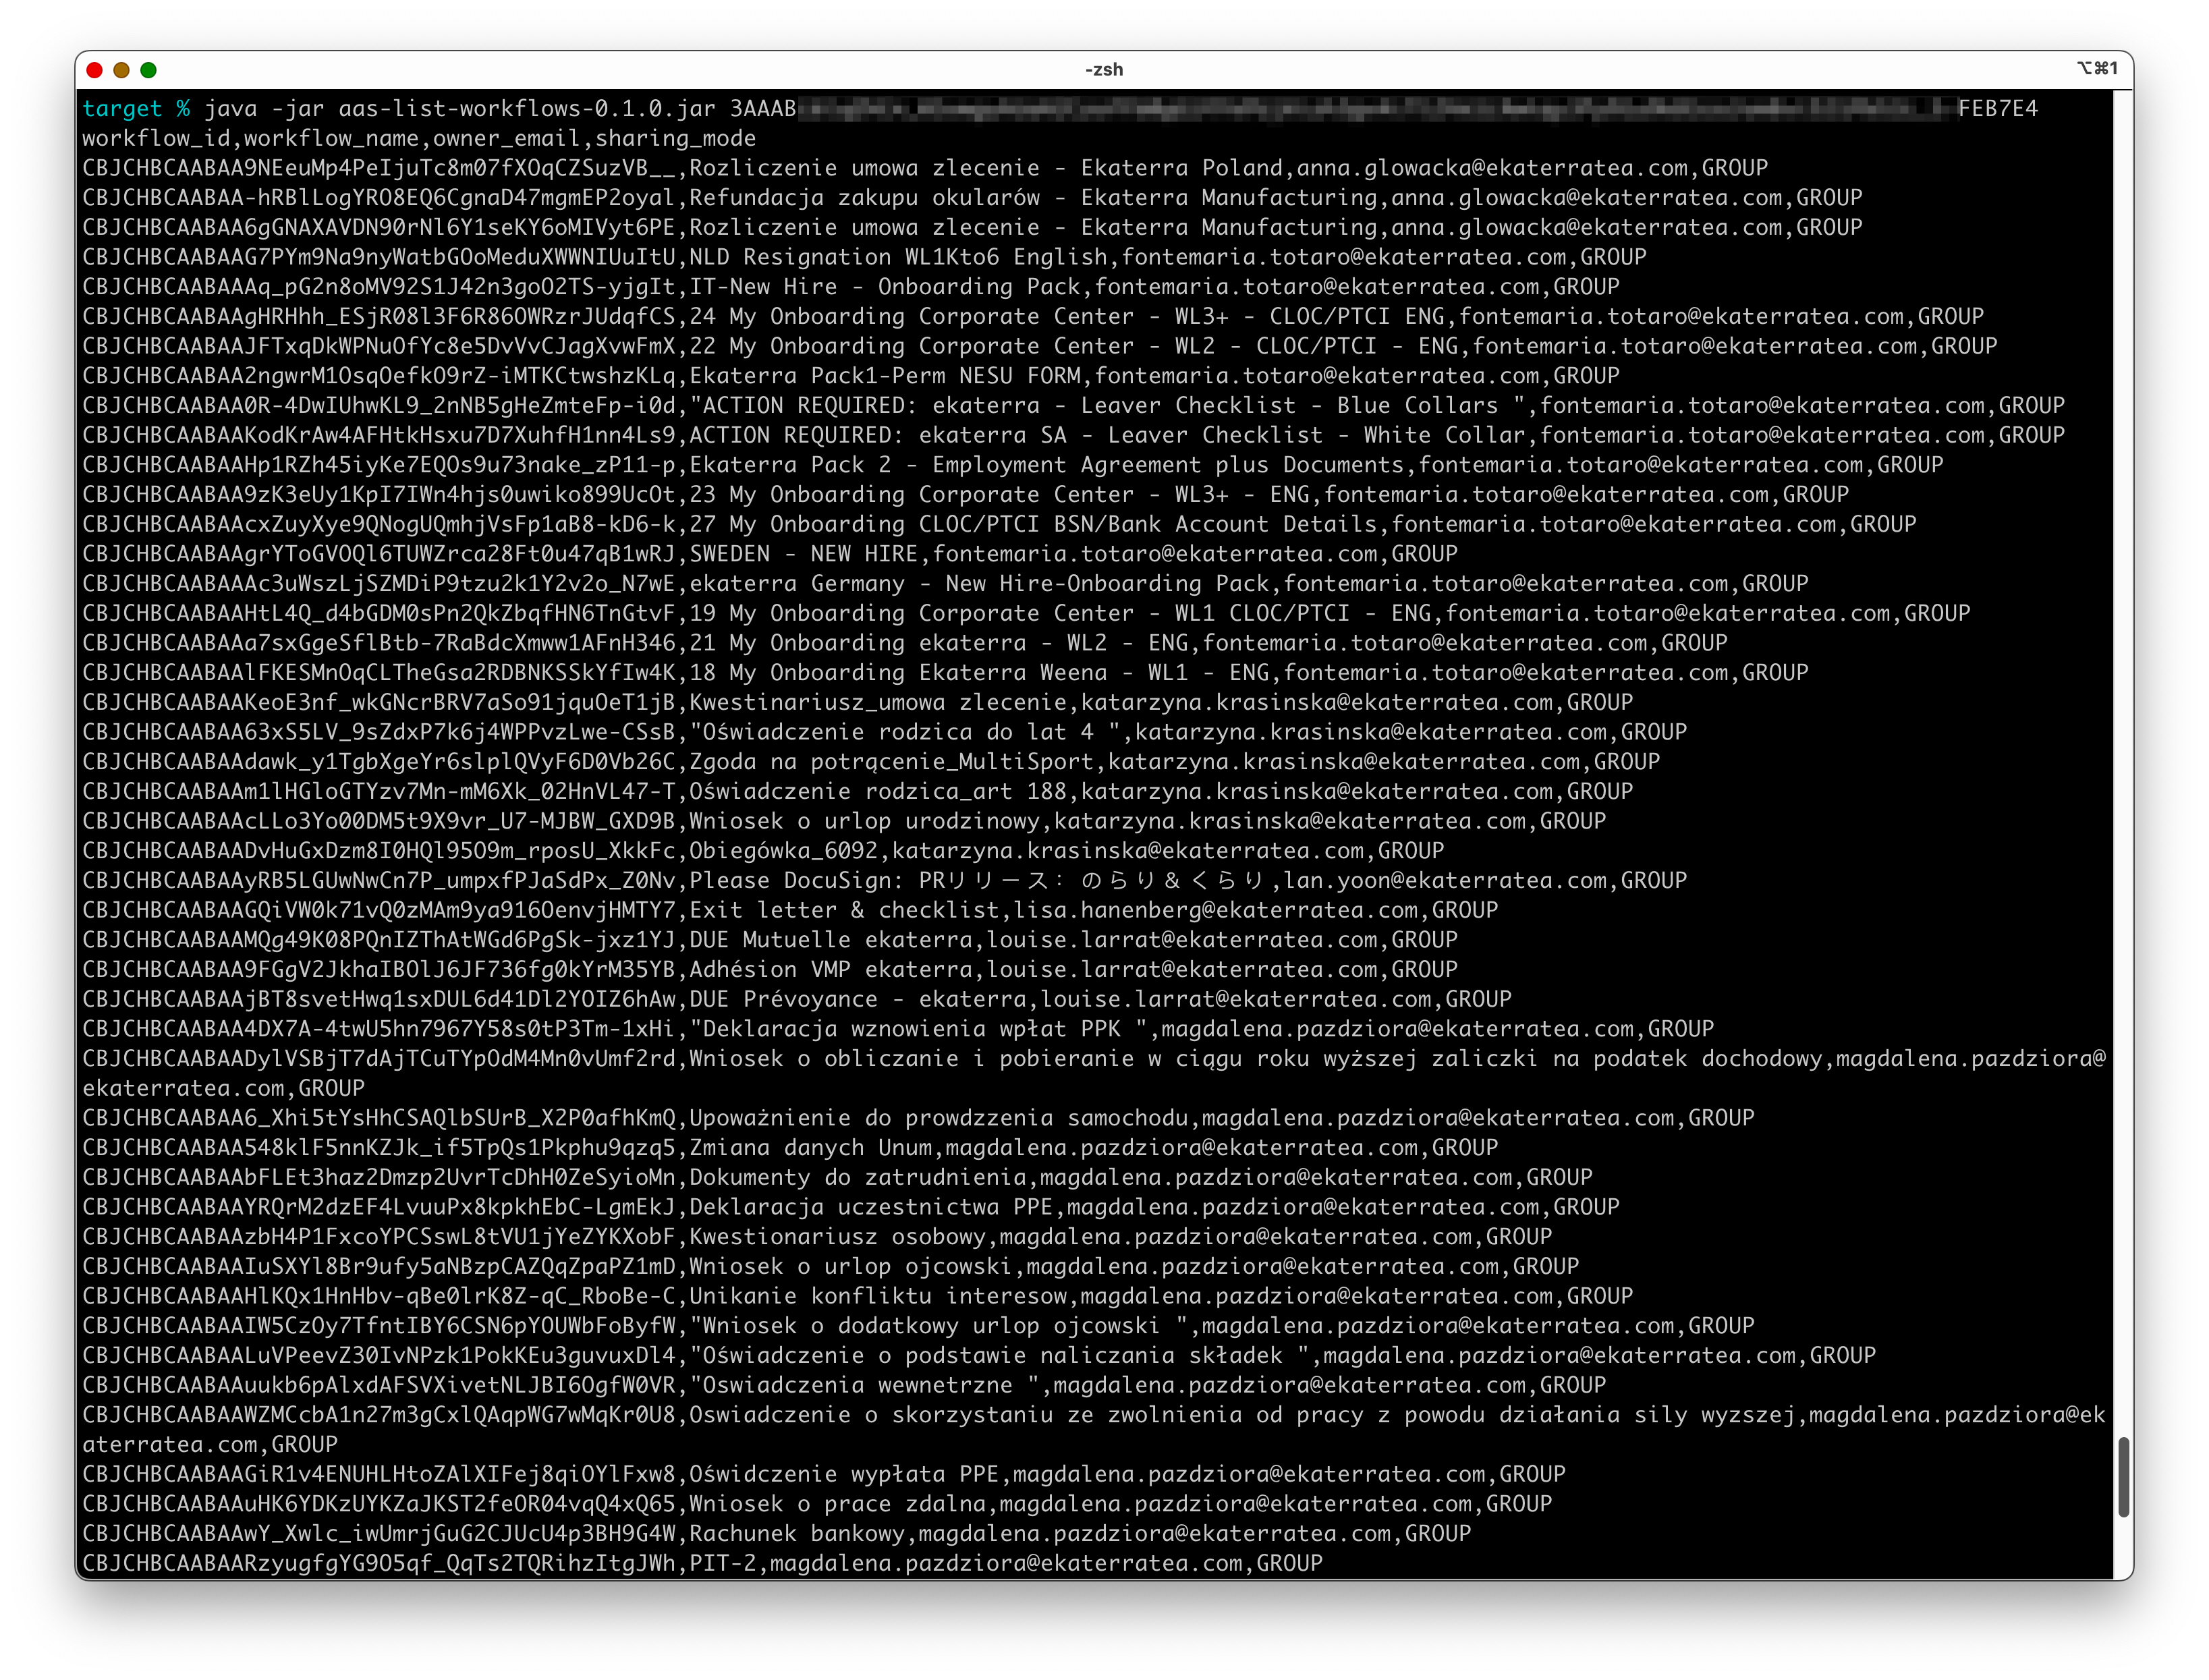 -zsh
⌥⌘1
target % java -jar aas-list-workflows-0.1.0.jar 3AAAB FEB7E4
workflow_id,workflow_name,owner_email,sharing_mode
CBJCHBCAABAA9NEeuMp4PeIjuTc8m07fXOqCZSuzVB__,Rozliczenie umowa zlecenie - Ekaterra Poland,anna.glowacka@ekaterratea.com,GROUP
CBJCHBCAABAA-hRBlLogYRO8EQ6CgnaD47mgmEP2oyal,Refundacja zakupu okularów - Ekaterra Manufacturing,anna.glowacka@ekaterratea.com,GROUP
CBJCHBCAABAA6gGNAXAVDN90rNl6Y1seKY6oMIVyt6PE,Rozliczenie umowa zlecenie - Ekaterra Manufacturing,anna.glowacka@ekaterratea.com,GROUP
CBJCHBCAABAAG7PYm9Na9nyWatbGOoMeduXWWNIUuItU,NLD Resignation WL1Kto6 English,fontemaria.totaro@ekaterratea.com,GROUP
CBJCHBCAABAAAq_pG2n8oMV92S1J42n3goO2TS-yjgIt,IT-New Hire - Onboarding Pack,fontemaria.totaro@ekaterratea.com,GROUP
CBJCHBCAABAAgHRHhh_ESjR08l3F6R86OWRzrJUdqfCS,24 My Onboarding Corporate Center - WL3+ - CLOC/PTCI ENG,fontemaria.totaro@ekaterratea.com,GROUP
CBJCHBCAABAAJFTxqDkWPNuOfYc8e5DvVvCJagXvwFmX,22 My Onboarding Corporate Center - WL2 - CLOC/PTCI - ENG,fontemaria.totaro@ekaterratea.com,GROUP
CBJCHBCAABAA2ngwrM1OsqOefkO9rZ-iMTKCtwshzKLq,Ekaterra Pack1-Perm NESU FORM,fontemaria.totaro@ekaterratea.com,GROUP
CBJCHBCAABAA0R-4DwIUhwKL9_2nNB5gHeZmteFp-i0d,"ACTION REQUIRED: ekaterra - Leaver Checklist - Blue Collars ",fontemaria.totaro@ekaterratea.com,GROUP
CBJCHBCAABAAKodKrAw4AFHtkHsxu7D7XuhfH1nn4Ls9,ACTION REQUIRED: ekaterra SA - Leaver Checklist - White Collar,fontemaria.totaro@ekaterratea.com,GROUP
CBJCHBCAABAAHp1RZh45iyKe7EQOs9u73nake_zP11-p,Ekaterra Pack 2 - Employment Agreement plus Documents,fontemaria.totaro@ekaterratea.com,GROUP
CBJCHBCAABAA9zK3eUy1KpI7IWn4hjs0uwiko899UcOt,23 My Onboarding Corporate Center - WL3+ - ENG,fontemaria.totaro@ekaterratea.com,GROUP
CBJCHBCAABAAcxZuyXye9QNogUQmhjVsFp1aB8-kD6-k,27 My Onboarding CLOC/PTCI BSN/Bank Account Details,fontemaria.totaro@ekaterratea.com,GROUP
CBJCHBCAABAAgrYToGVOQl6TUWZrca28Ft0u47qB1wRJ,SWEDEN - NEW HIRE,fontemaria.totaro@ekaterratea.com,GROUP
CBJCHBCAABAAAc3uWszLjSZMDiP9tzu2k1Y2v2o_N7wE,ekaterra Germany - New Hire-Onboarding Pack,fontemaria.totaro@ekaterratea.com,GROUP
CBJCHBCAABAAHtL4Q_d4bGDM0sPn2QkZbqfHN6TnGtvF,19 My Onboarding Corporate Center - WL1 CLOC/PTCI - ENG,fontemaria.totaro@ekaterratea.com,GROUP
CBJCHBCAABAAa7sxGgeSflBtb-7RaBdcXmww1AFnH346,21 My Onboarding ekaterra - WL2 - ENG,fontemaria.totaro@ekaterratea.com,GROUP
CBJCHBCAABAAlFKESMnOqCLTheGsa2RDBNKSSkYfIw4K,18 My Onboarding Ekaterra Weena - WL1 - ENG,fontemaria.totaro@ekaterratea.com,GROUP
CBJCHBCAABAAKeoE3nf_wkGNcrBRV7aSo91jquOeT1jB,Kwestinariusz_umowa zlecenie,katarzyna.krasinska@ekaterratea.com,GROUP
CBJCHBCAABAA63xS5LV_9sZdxP7k6j4WPPvzLwe-CSsB,"Oświadczenie rodzica do lat 4 ",katarzyna.krasinska@ekaterratea.com,GROUP
CBJCHBCAABAAdawk_y1TgbXgeYr6slplQVyF6D0Vb26C,Zgoda na potrącenie_MultiSport,katarzyna.krasinska@ekaterratea.com,GROUP
CBJCHBCAABAAm1lHGloGTYzv7Mn-mM6Xk_02HnVL47-T,Oświadczenie rodzica_art 188,katarzyna.krasinska@ekaterratea.com,GROUP
CBJCHBCAABAAcLLo3Yo00DM5t9X9vr_U7-MJBW_GXD9B,Wniosek o urlop urodzinowy,katarzyna.krasinska@ekaterratea.com,GROUP
CBJCHBCAABAADvHuGxDzm8I0HQl95O9m_rposU_XkkFc,Obiegówka_6092,katarzyna.krasinska@ekaterratea.com,GROUP
CBJCHBCAABAAyRB5LGUwNwCn7P_umpxfPJaSdPx_Z0Nv,Please DocuSign: PRリリース: のらり＆くらり,lan.yoon@ekaterratea.com,GROUP
CBJCHBCAABAAGQiVW0k71vQ0zMAm9ya916OenvjHMTY7,Exit letter & checklist,lisa.hanenberg@ekaterratea.com,GROUP
CBJCHBCAABAAMQg49K08PQnIZThAtWGd6PgSk-jxz1YJ,DUE Mutuelle ekaterra,louise.larrat@ekaterratea.com,GROUP
CBJCHBCAABAA9FGgV2JkhaIBOlJ6JF736fg0kYrM35YB,Adhésion VMP ekaterra,louise.larrat@ekaterratea.com,GROUP
CBJCHBCAABAAjBT8svetHwq1sxDUL6d41Dl2YOIZ6hAw,DUE Prévoyance - ekaterra,louise.larrat@ekaterratea.com,GROUP
CBJCHBCAABAA4DX7A-4twU5hn7967Y58s0tP3Tm-1xHi,"Deklaracja wznowienia wpłat PPK ",magdalena.pazdziora@ekaterratea.com,GROUP
CBJCHBCAABAADylVSBjT7dAjTCuTYpOdM4Mn0vUmf2rd,Wniosek o obliczanie i pobieranie w ciągu roku wyższej zaliczki na podatek dochodowy,magdalena.pazdziora@
ekaterratea.com,GROUP
CBJCHBCAABAA6_Xhi5tYsHhCSAQlbSUrB_X2P0afhKmQ,Upoważnienie do prowdzzenia samochodu,magdalena.pazdziora@ekaterratea.com,GROUP
CBJCHBCAABAA548klF5nnKZJk_if5TpQs1Pkphu9qzq5,Zmiana danych Unum,magdalena.pazdziora@ekaterratea.com,GROUP
CBJCHBCAABAAbFLEt3haz2Dmzp2UvrTcDhH0ZeSyioMn,Dokumenty do zatrudnienia,magdalena.pazdziora@ekaterratea.com,GROUP
CBJCHBCAABAAYRQrM2dzEF4LvuuPx8kpkhEbC-LgmEkJ,Deklaracja uczestnictwa PPE,magdalena.pazdziora@ekaterratea.com,GROUP
CBJCHBCAABAAzbH4P1FxcoYPCSswL8tVU1jYeZYKXobF,Kwestionariusz osobowy,magdalena.pazdziora@ekaterratea.com,GROUP
CBJCHBCAABAAIuSXYl8Br9ufy5aNBzpCAZQqZpaPZ1mD,Wniosek o urlop ojcowski,magdalena.pazdziora@ekaterratea.com,GROUP
CBJCHBCAABAAHlKQx1HnHbv-qBe0lrK8Z-qC_RboBe-C,Unikanie konfliktu interesow,magdalena.pazdziora@ekaterratea.com,GROUP
CBJCHBCAABAAIW5CzOy7TfntIBY6CSN6pYOUWbFoByfW,"Wniosek o dodatkowy urlop ojcowski ",magdalena.pazdziora@ekaterratea.com,GROUP
CBJCHBCAABAALuVPeevZ30IvNPzk1PokKEu3guvuxDl4,"Oświadczenie o podstawie naliczania składek ",magdalena.pazdziora@ekaterratea.com,GROUP
CBJCHBCAABAAuukb6pAlxdAFSVXivetNLJBI6OgfW0VR,"Oswiadczenia wewnetrzne ",magdalena.pazdziora@ekaterratea.com,GROUP
CBJCHBCAABAAWZMCcbA1n27m3gCxlQAqpWG7wMqKr0U8,Oswiadczenie o skorzystaniu ze zwolnienia od pracy z powodu działania sily wyzszej,magdalena.pazdziora@ek
aterratea.com,GROUP
CBJCHBCAABAAGiR1v4ENUHLHtoZAlXIFej8qiOYlFxw8,Oświdczenie wypłata PPE,magdalena.pazdziora@ekaterratea.com,GROUP
CBJCHBCAABAAuHK6YDKzUYKZaJKST2feOR04vqQ4xQ65,Wniosek o prace zdalna,magdalena.pazdziora@ekaterratea.com,GROUP
CBJCHBCAABAAwY_Xwlc_iwUmrjGuG2CJUcU4p3BH9G4W,Rachunek bankowy,magdalena.pazdziora@ekaterratea.com,GROUP
CBJCHBCAABAARzyugfgYG9O5qf_QqTs2TQRihzItgJWh,PIT-2,magdalena.pazdziora@ekaterratea.com,GROUP